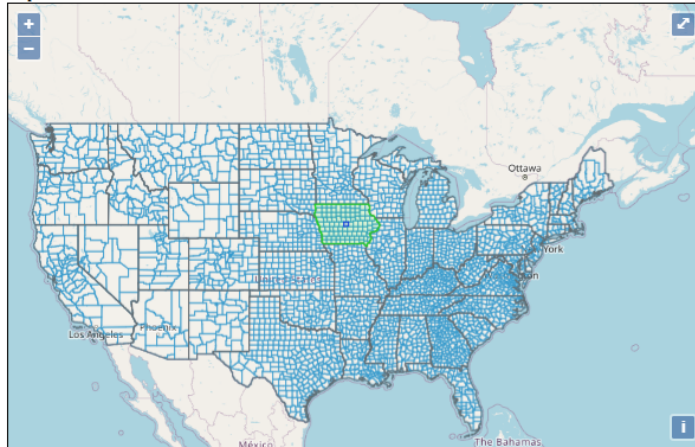 +
−
Ottawa
York
Los Angeles
Phoenix
México
The Bahamas
i